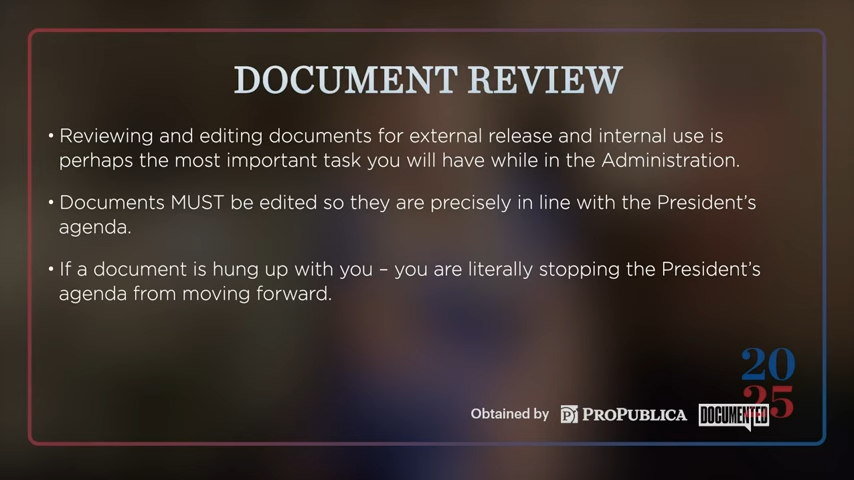 DOCUMENT REVIEW
• Reviewing and editing documents for external release and internal use is
perhaps the most important task you will have while in the Administration.
• Documents MUST be edited so they are precisely in line with the President's
agenda.
• If a document is hung up with you – you are literally stopping the President's
agenda from moving forward.
20
25
Obtained by PROPUBLICA DOCUMENTED